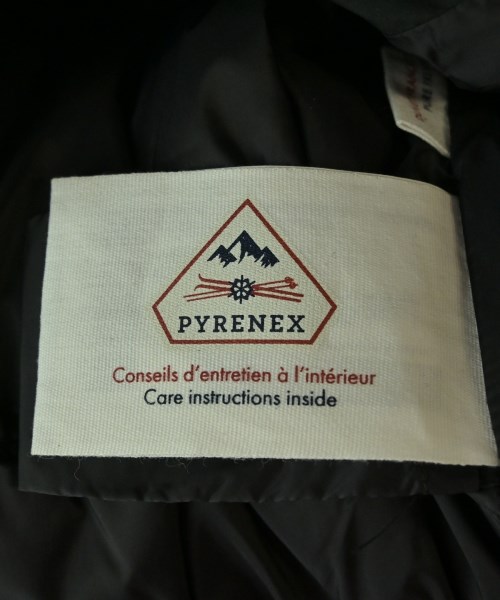 PYRENEX
Conseils d'entretien à l'intérieur
Care instructions inside